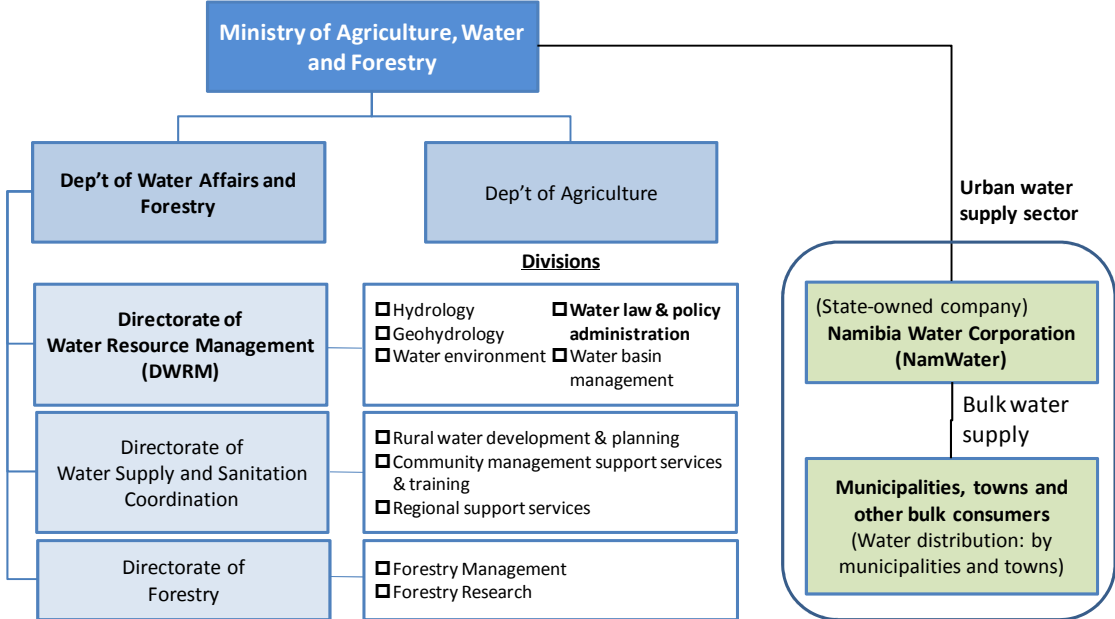 Ministry of Agriculture, Water
and Forestry
Dep't of Water Affairs and
Forestry
Dep't of Agriculture
Urban water
supply sector
Divisions
Directorate of
Water Resource Management
(DWRM)
Hydrology
Geohydrology
Water environment
Water law & policy
administration
Water basin
management
(State-owned company)
Namibia Water Corporation
(NamWater)
Bulk water
supply
Directorate of
Water Supply and Sanitation
Coordination
Rural water development & planning
Community management support services
& training
Regional support services
Municipalities, towns and
other bulk consumers
(Water distribution: by
municipalities and towns)
Directorate of
Forestry
Forestry Management
Forestry Research